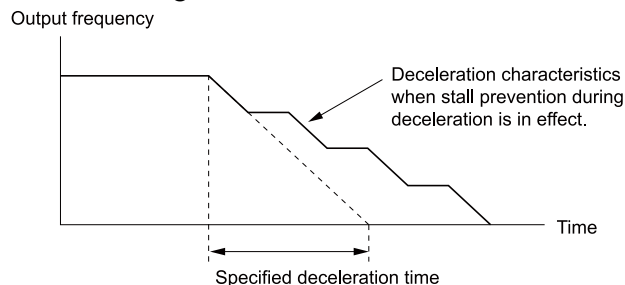 Output frequency
Deceleration characteristics
when stall prevention during
deceleration is in effect.
Time
Specified deceleration time